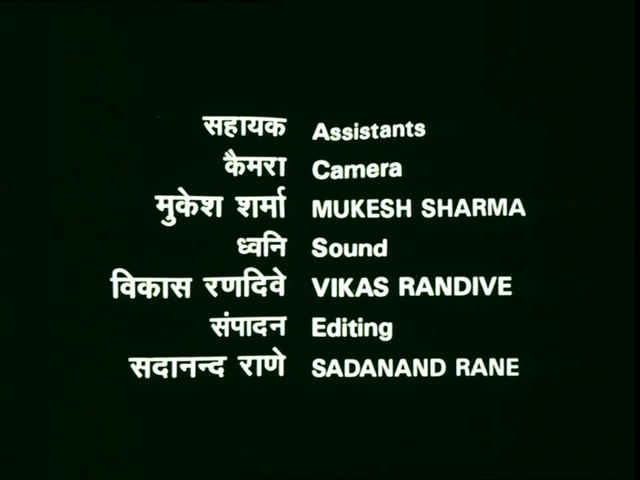 सहायक Assistants
कैमरा Camera
मुकेश शर्मा MUKESH SHARMA
ध्वनि Sound
विकास रणदिवे VIKAS RANDIVE
संपादन Editing
सदानन्द राणे SADANAND RANE